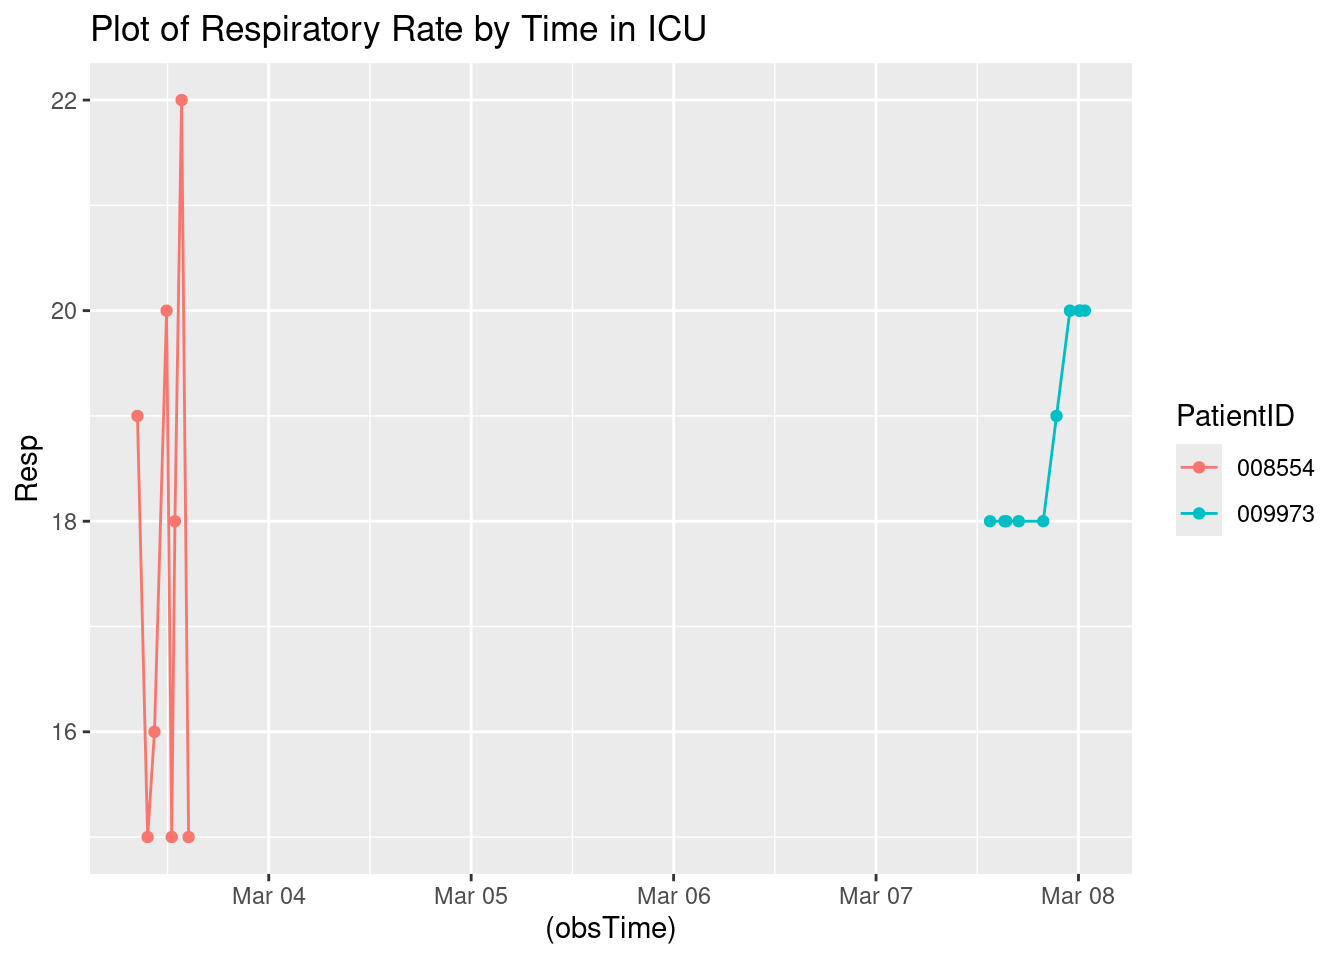 Plot of Respiratory Rate by Time in ICU
22
20
18
16
Resp
Mar 04
Mar 05
Mar 06
Mar 07
Mar 08
(obsTime)
PatientID
008554
009973